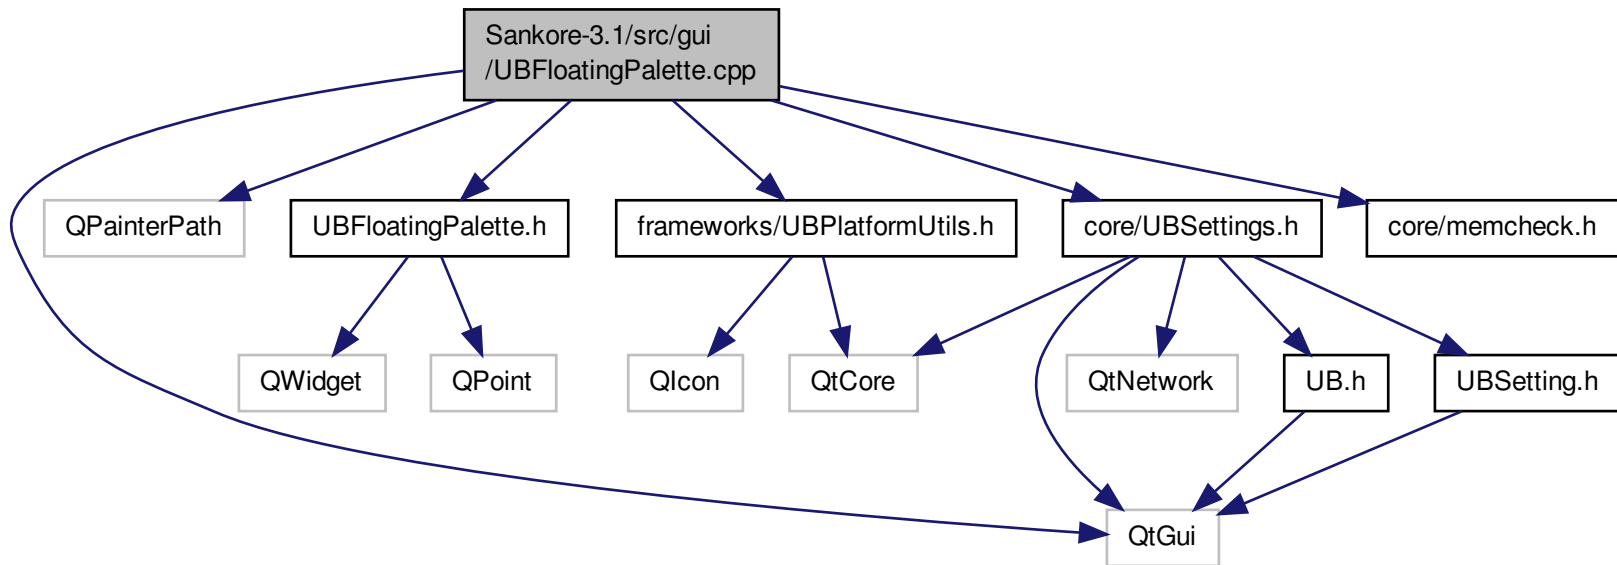 Sankore-3.1/src/gui
/UBFloatingPalette.cpp
QPainterPath
UBFloatingPalette.h
frameworks/UBPlatformUtils.h
core/UBSettings.h
core/memcheck.h
QWidget
QPoint
QIcon
QtCore
QtNetwork
UB.h
UBSetting.h
QtGui